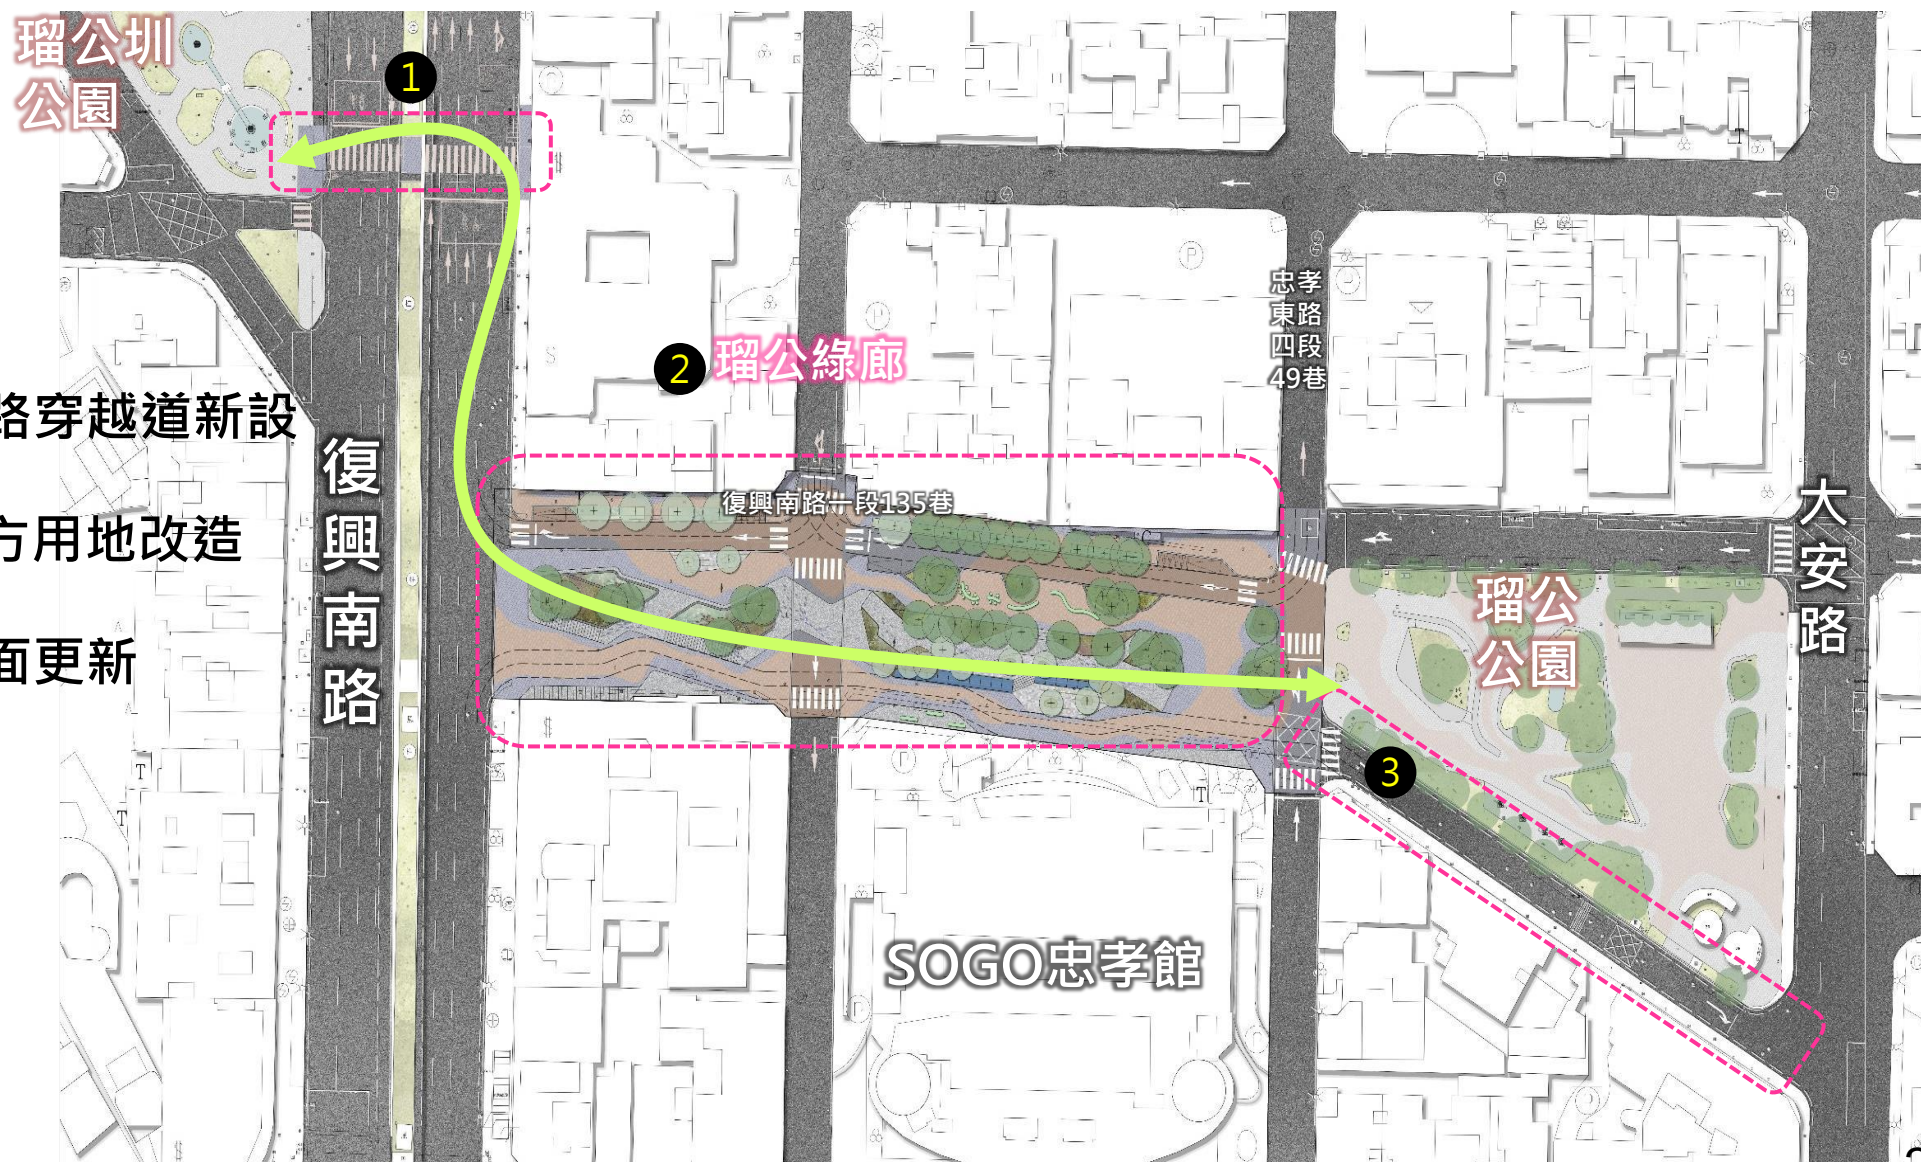 瑠公圳
公園
1
2
瑠公綠廊
忠孝
東路
四段
49巷
路穿越道新設
復興南路
方用地改造
復興南路一段135巷
大安路
瑠公
公園
面更新
3
SOGO忠孝館